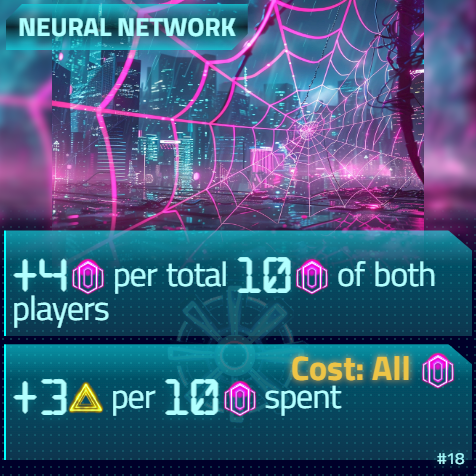 NEURAL NETWORK
+4 per total 10 of both
players
Cost: All
+3 per 10 spent
#18